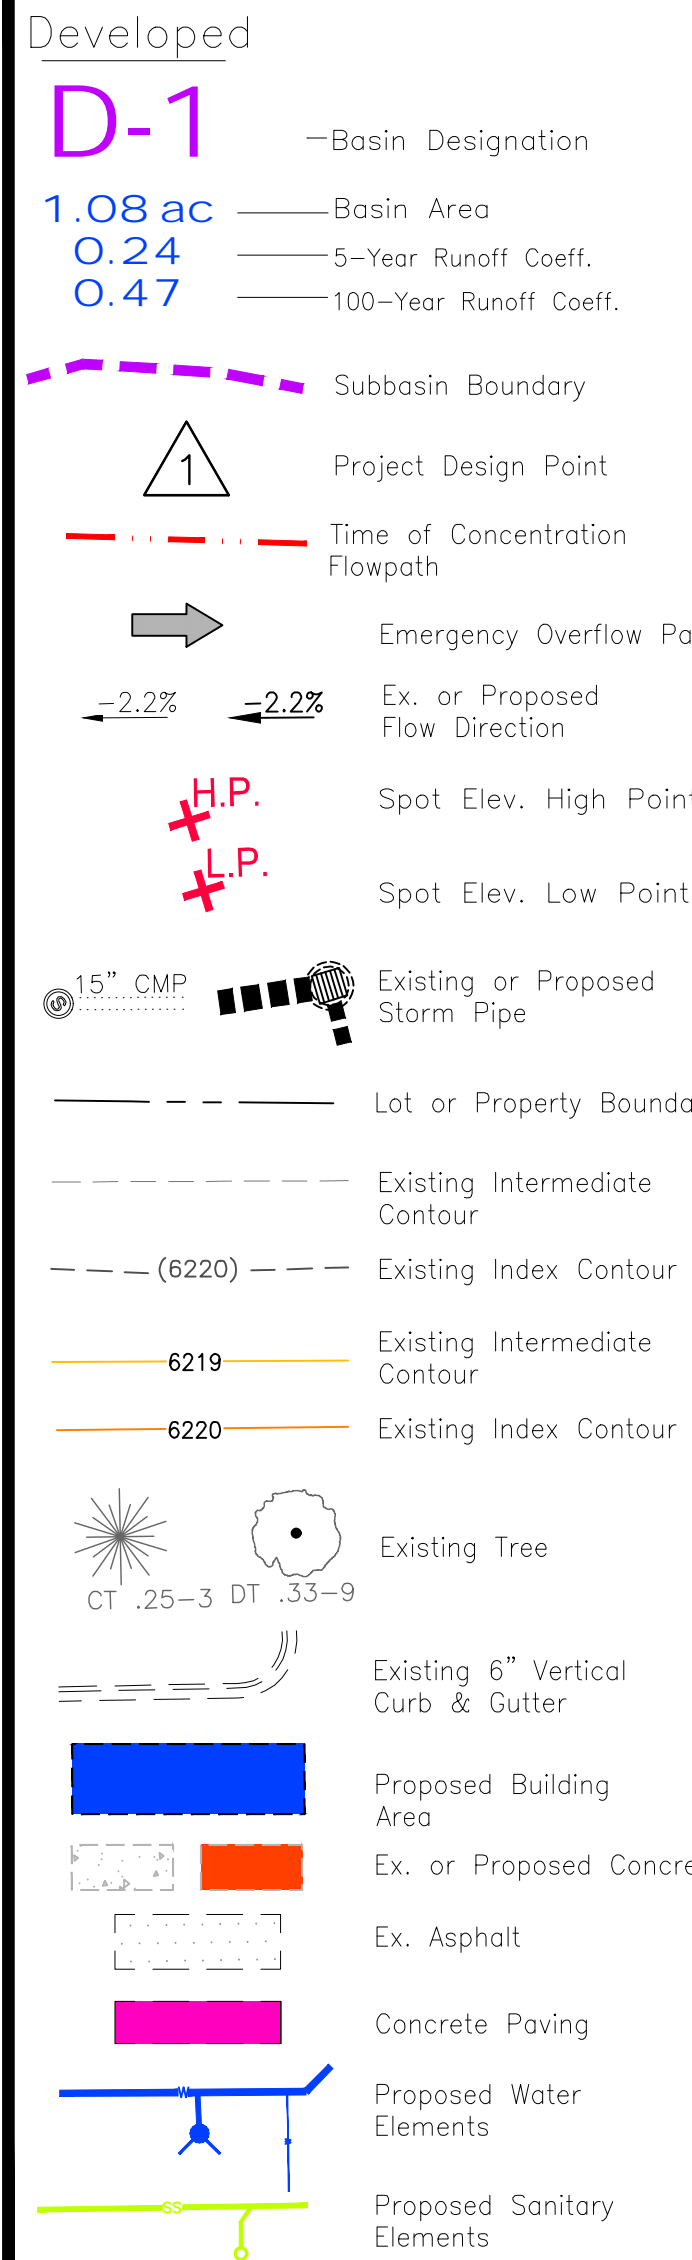 Developed
D-1
Basin Designation
1.08 ac
Basin Area
0.24
5-Year Runoff Coeff.
0.47
100-Year Runoff Coeff.
Subbasin Boundary
1
Project Design Point
Time of Concentration
Flowpath
Emergency Overflow Pa
-2.2%
-2.2%
Ex. or Proposed
Flow Direction
H.P.
Spot Elev. High Point
L.P.
Spot Elev. Low Point
S
15" CMP
Existing or Proposed
Storm Pipe
Lot or Property Bounda
Existing Intermediate
Contour
(6220)
Existing Index Contour
6219
Existing Intermediate
Contour
6220
Existing Index Contour
Existing Tree
CT .25-3
DT .33-9
Existing 6" Vertical
Curb & Gutter
Proposed Building
Area
Ex. or Proposed Concre
Ex. Asphalt
Concrete Paving
W
Proposed Water
Elements
SS
Proposed Sanitary
Elements